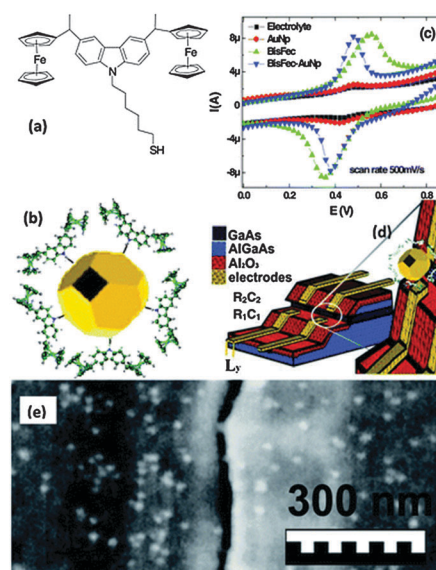 Fe
Fe
N
SH
(a)
(b)
(c)
8µ
4µ
0
-4µ
-8µ
I(A)
Electrolyte
AuNp
BisFec
BisFec-AuNp
scan rate 500mV/s
0.0 0.2 0.4 0.6 0.8
E (V)
(d)
GaAs
AlGaAs
Al₂O₃
electrodes
R₂C₂
R₁C₁
Ly
(e)
300 nm